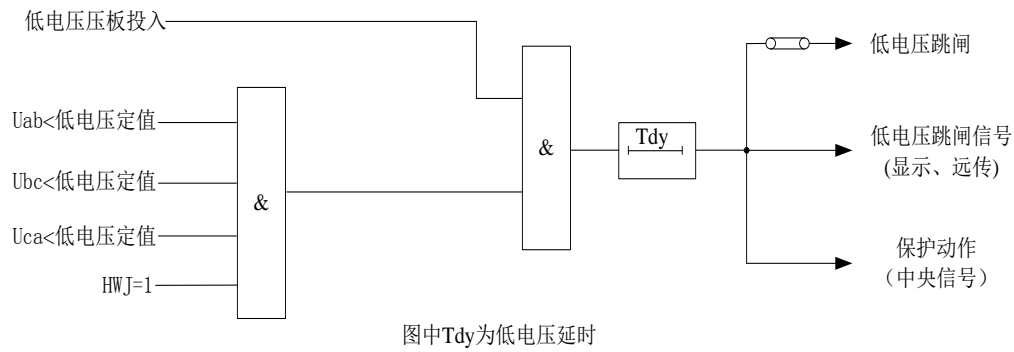 低电压压板投入
Uab<低电压定值
Ubc<低电压定值
Uca<低电压定值
HWJ=1
&
&
Tdy
低电压跳闸
低电压跳闸信号
(显示、远传)
保护动作
（中央信号）
图中Tdy为低电压延时